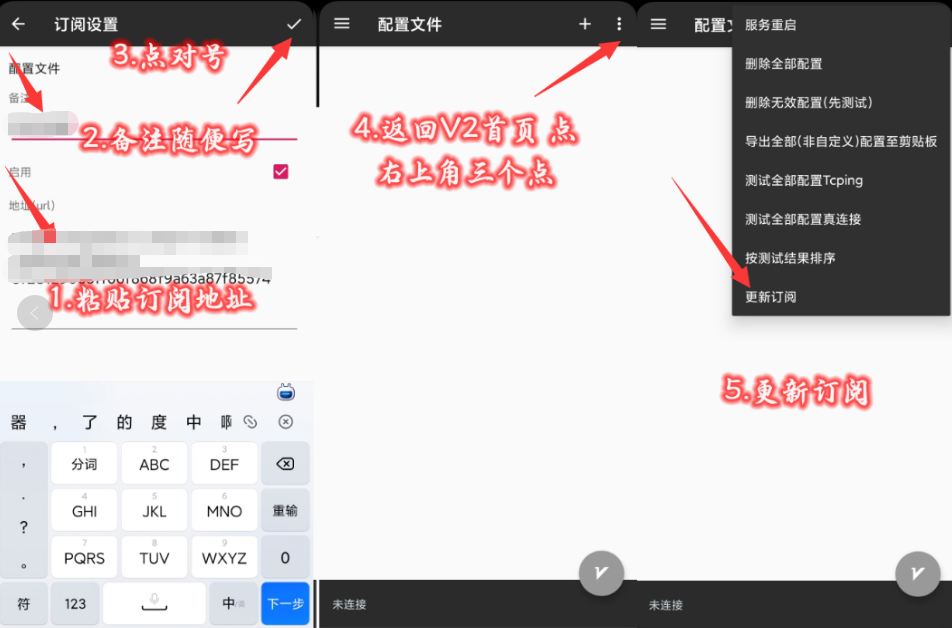 订阅设置
3.点对号
配置文件
备注
2.备注随便写
启用
地址(url)
1.粘贴订阅地址
器 , 了 的 度 中 啊
,
.
?
。
1
分词
2
ABC
3
DEF
4
GHI
5
JKL
6
MNO
重输
7
PQRS
8
TUV
9
WXYZ
0
符
123
中/英
下一步
配置文件
4.返回V2首页 点
右上角三个点
未连接
配置文
服务重启
删除全部配置
删除无效配置(先测试)
导出全部(非自定义)配置至剪贴板
测试全部配置Tcping
测试全部配置真连接
按测试结果排序
更新订阅
5.更新订阅
未连接